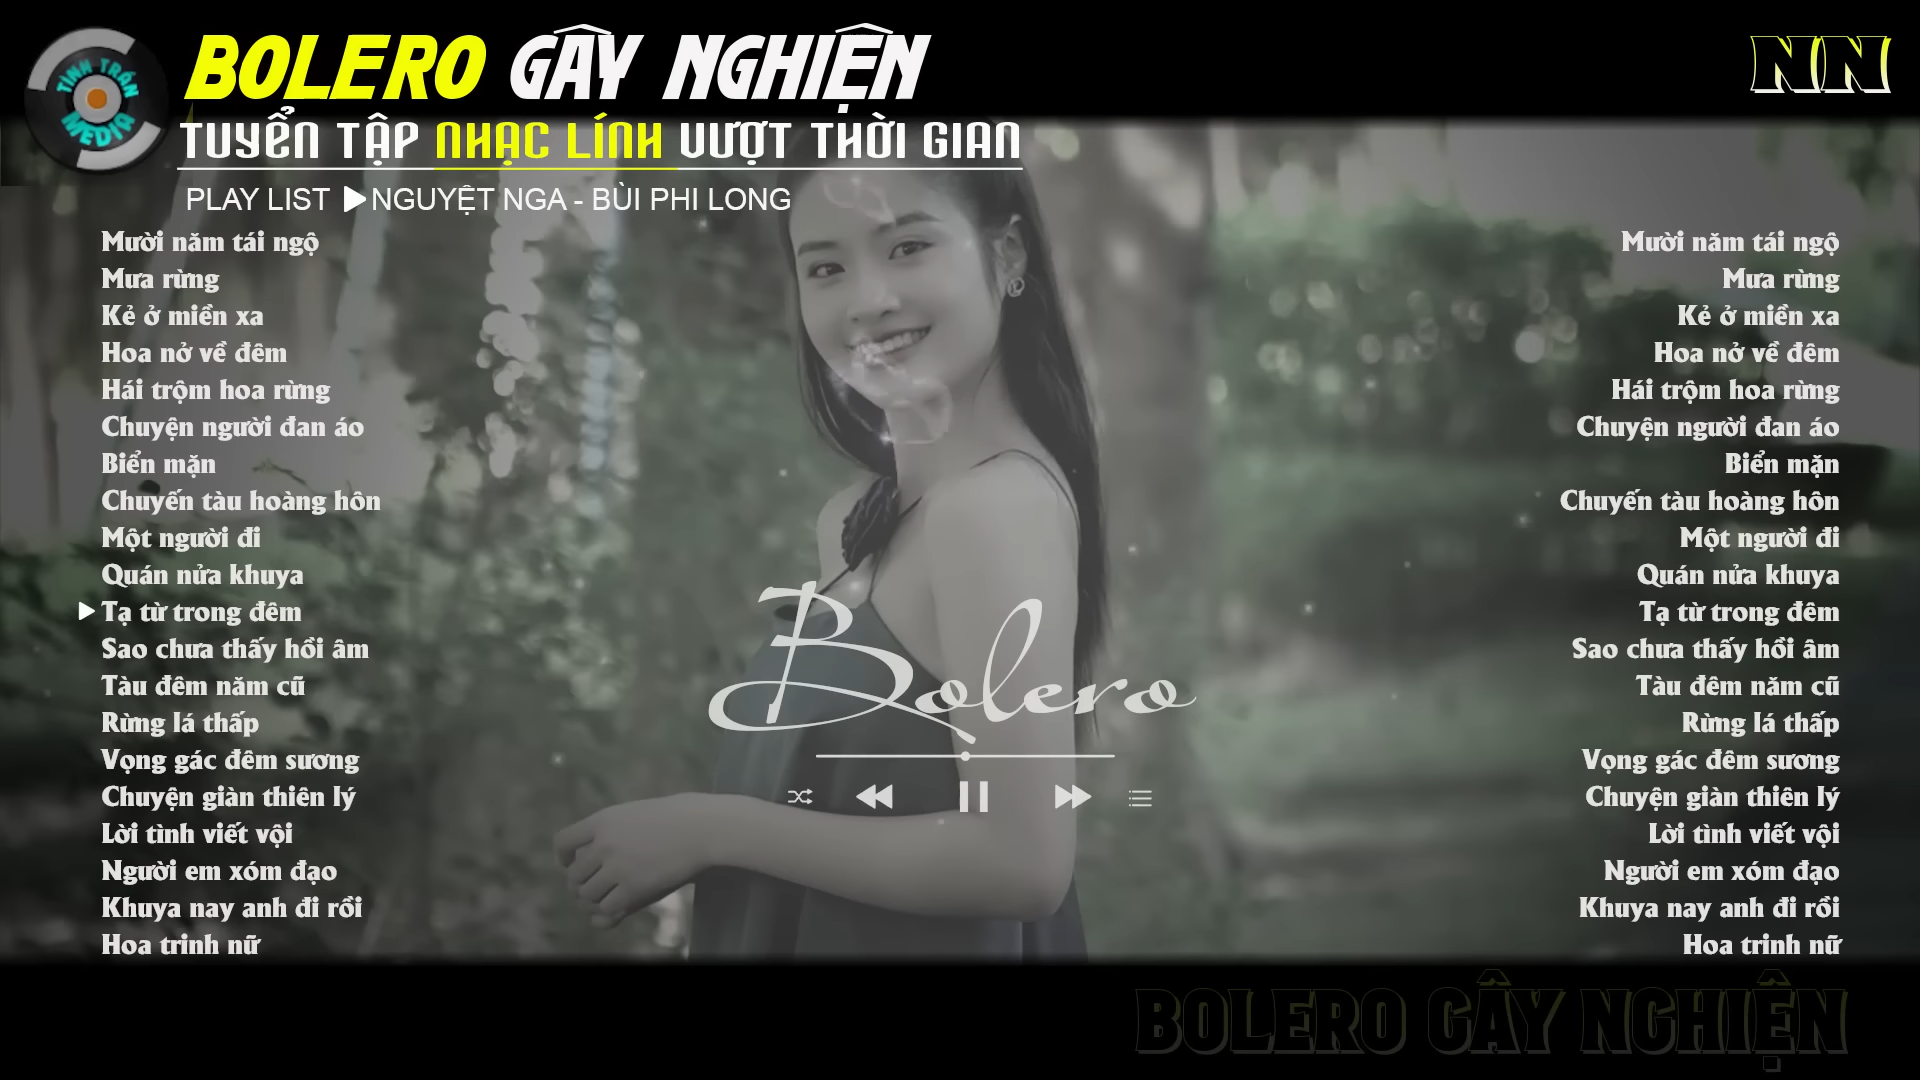 TÌNH TRẦN
MEDIA
BOLERO GÂY NGHIỆN
NN
TUYỂN TẬP NHẠC LÍNH VƯỢT THỜI GIAN
PLAY LIST NGUYỆT NGA - BÙI PHI LONG
Mười năm tái ngộ
Mưa rừng
Kẻ ở miền xa
Hoa nở về đêm
Hái trộm hoa rừng
Chuyện người đan áo
Biển mặn
Chuyến tàu hoàng hôn
Một người đi
Quán nửa khuya
Tạ từ trong đêm
Sao chưa thấy hồi âm
Tàu đêm năm cũ
Rừng lá thấp
Vọng gác đêm sương
Chuyện giàn thiên lý
Lời tình viết vội
Người em xóm đạo
Khuya nay anh đi rồi
Hoa trinh nữ
Bolero
Mười năm tái ngộ
Mưa rừng
Kẻ ở miền xa
Hoa nở về đêm
Hái trộm hoa rừng
Chuyện người đan áo
Biển mặn
Chuyến tàu hoàng hôn
Một người đi
Quán nửa khuya
Tạ từ trong đêm
Sao chưa thấy hồi âm
Tàu đêm năm cũ
Rừng lá thấp
Vọng gác đêm sương
Chuyện giàn thiên lý
Lời tình viết vội
Người em xóm đạo
Khuya nay anh đi rồi
Hoa trinh nữ
BOLERO GÂY NGHIỆN